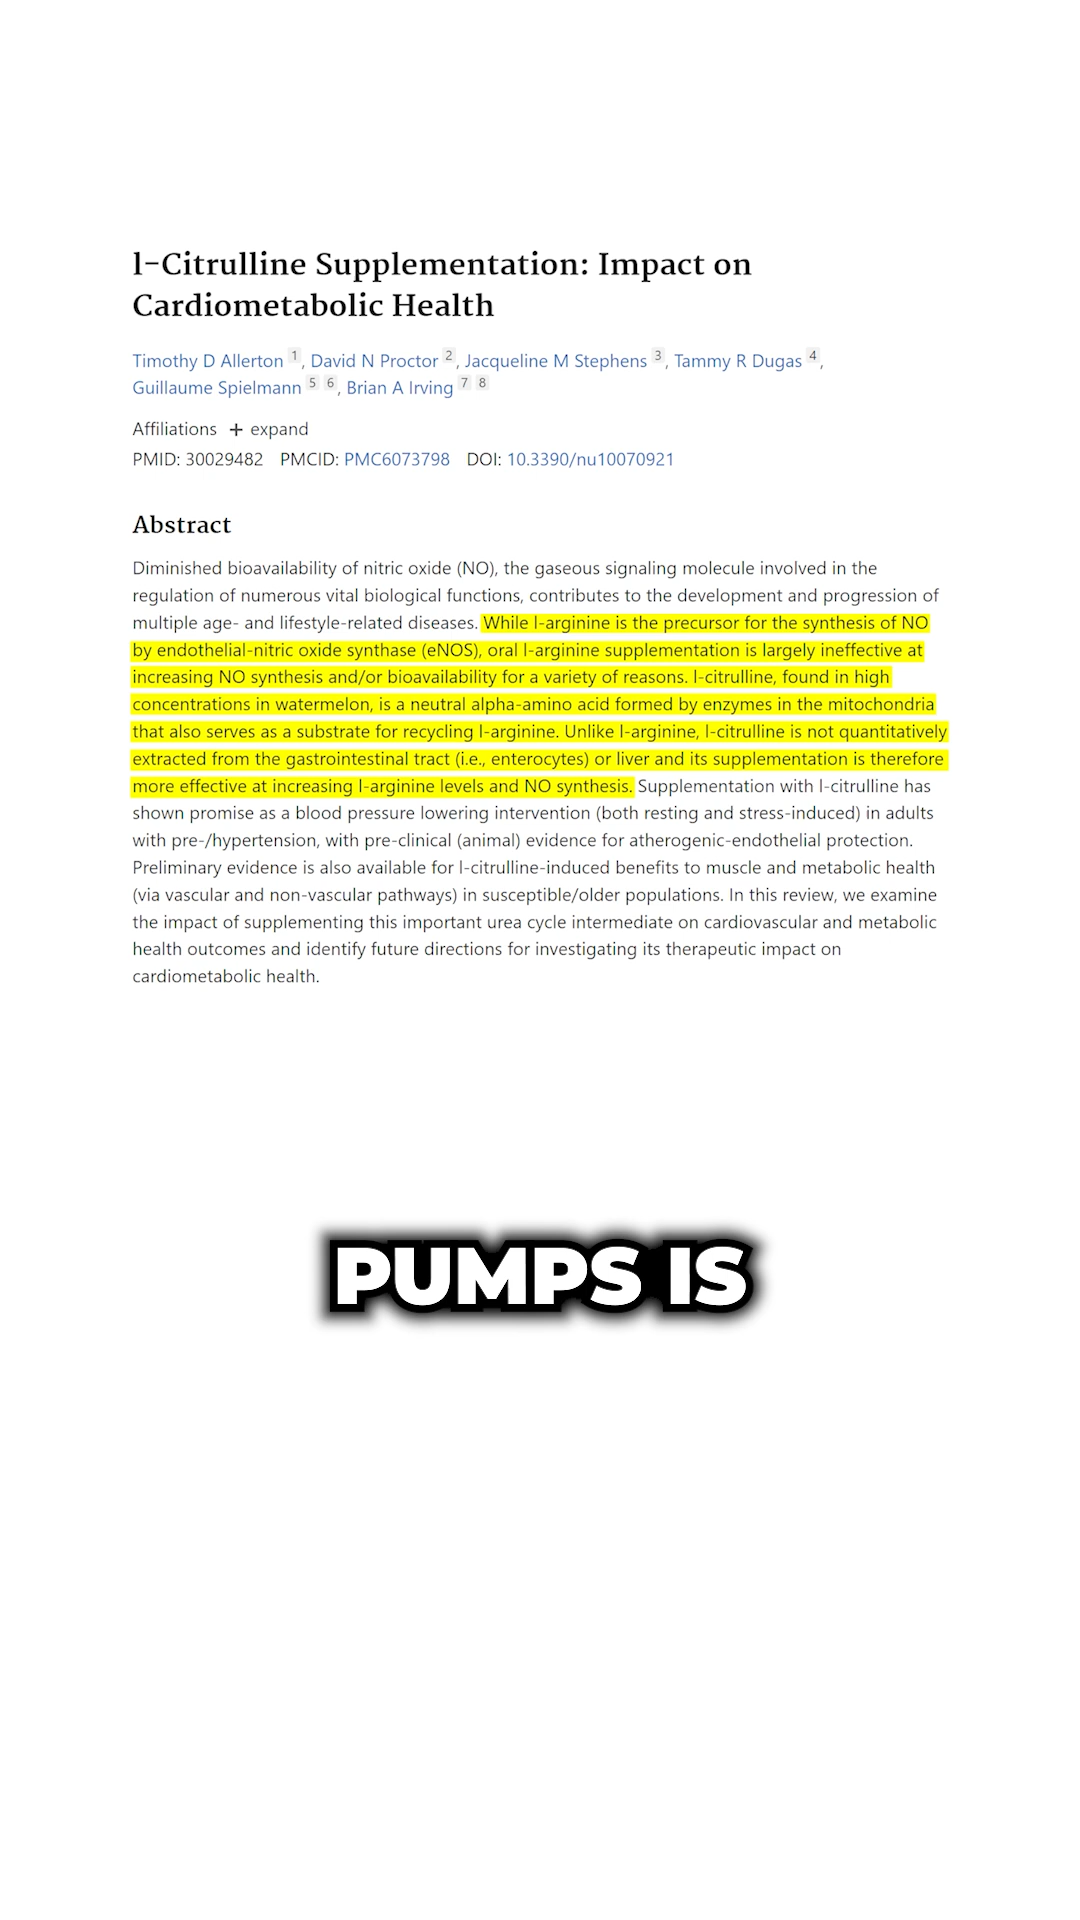 l-Citrulline Supplementation: Impact on
Cardiometabolic Health
Timothy D Allerton 1, David N Proctor 2, Jacqueline M Stephens 3, Tammy R Dugas 4,
Guillaume Spielmann 5 6, Brian A Irving 7 8
Affiliations + expand
PMID: 30029482 PMCID: PMC6073798 DOI: 10.3390/nu10070921
Abstract
Diminished bioavailability of nitric oxide (NO), the gaseous signaling molecule involved in the
regulation of numerous vital biological functions, contributes to the development and progression of
multiple age- and lifestyle-related diseases. While l-arginine is the precursor for the synthesis of NO
by endothelial-nitric oxide synthase (eNOS), oral l-arginine supplementation is largely ineffective at
increasing NO synthesis and/or bioavailability for a variety of reasons. l-citrulline, found in high
concentrations in watermelon, is a neutral alpha-amino acid formed by enzymes in the mitochondria
that also serves as a substrate for recycling l-arginine. Unlike l-arginine, l-citrulline is not quantitatively
extracted from the gastrointestinal tract (i.e., enterocytes) or liver and its supplementation is therefore
more effective at increasing l-arginine levels and NO synthesis. Supplementation with l-citrulline has
shown promise as a blood pressure lowering intervention (both resting and stress-induced) in adults
with pre-/hypertension, with pre-clinical (animal) evidence for atherogenic-endothelial protection.
Preliminary evidence is also available for l-citrulline-induced benefits to muscle and metabolic health
(via vascular and non-vascular pathways) in susceptible/older populations. In this review, we examine
the impact of supplementing this important urea cycle intermediate on cardiovascular and metabolic
health outcomes and identify future directions for investigating its therapeutic impact on
cardiometabolic health.
PUMPS IS